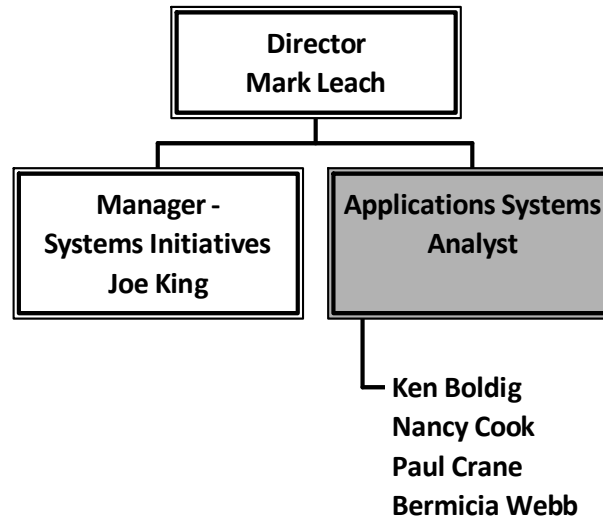 Director
Mark Leach
Manager -
Systems Initiatives
Joe King
Applications Systems
Analyst
Ken Boldig
Nancy Cook
Paul Crane
Bermicia Webb